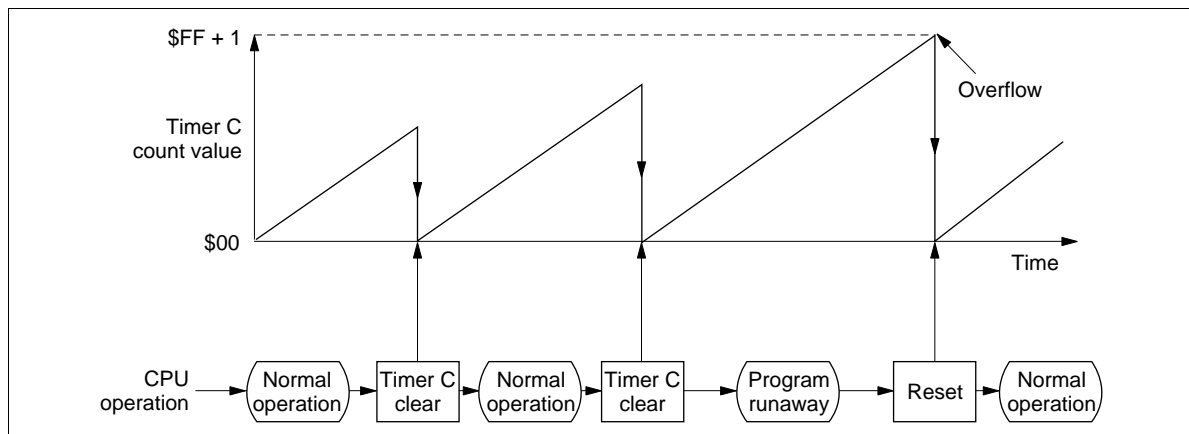 $FF + 1
Overflow
Timer C
count value
$00
Time
CPU
operation
Normal
operation
Timer C
clear
Normal
operation
Timer C
clear
Program
runaway
Reset
Normal
operation